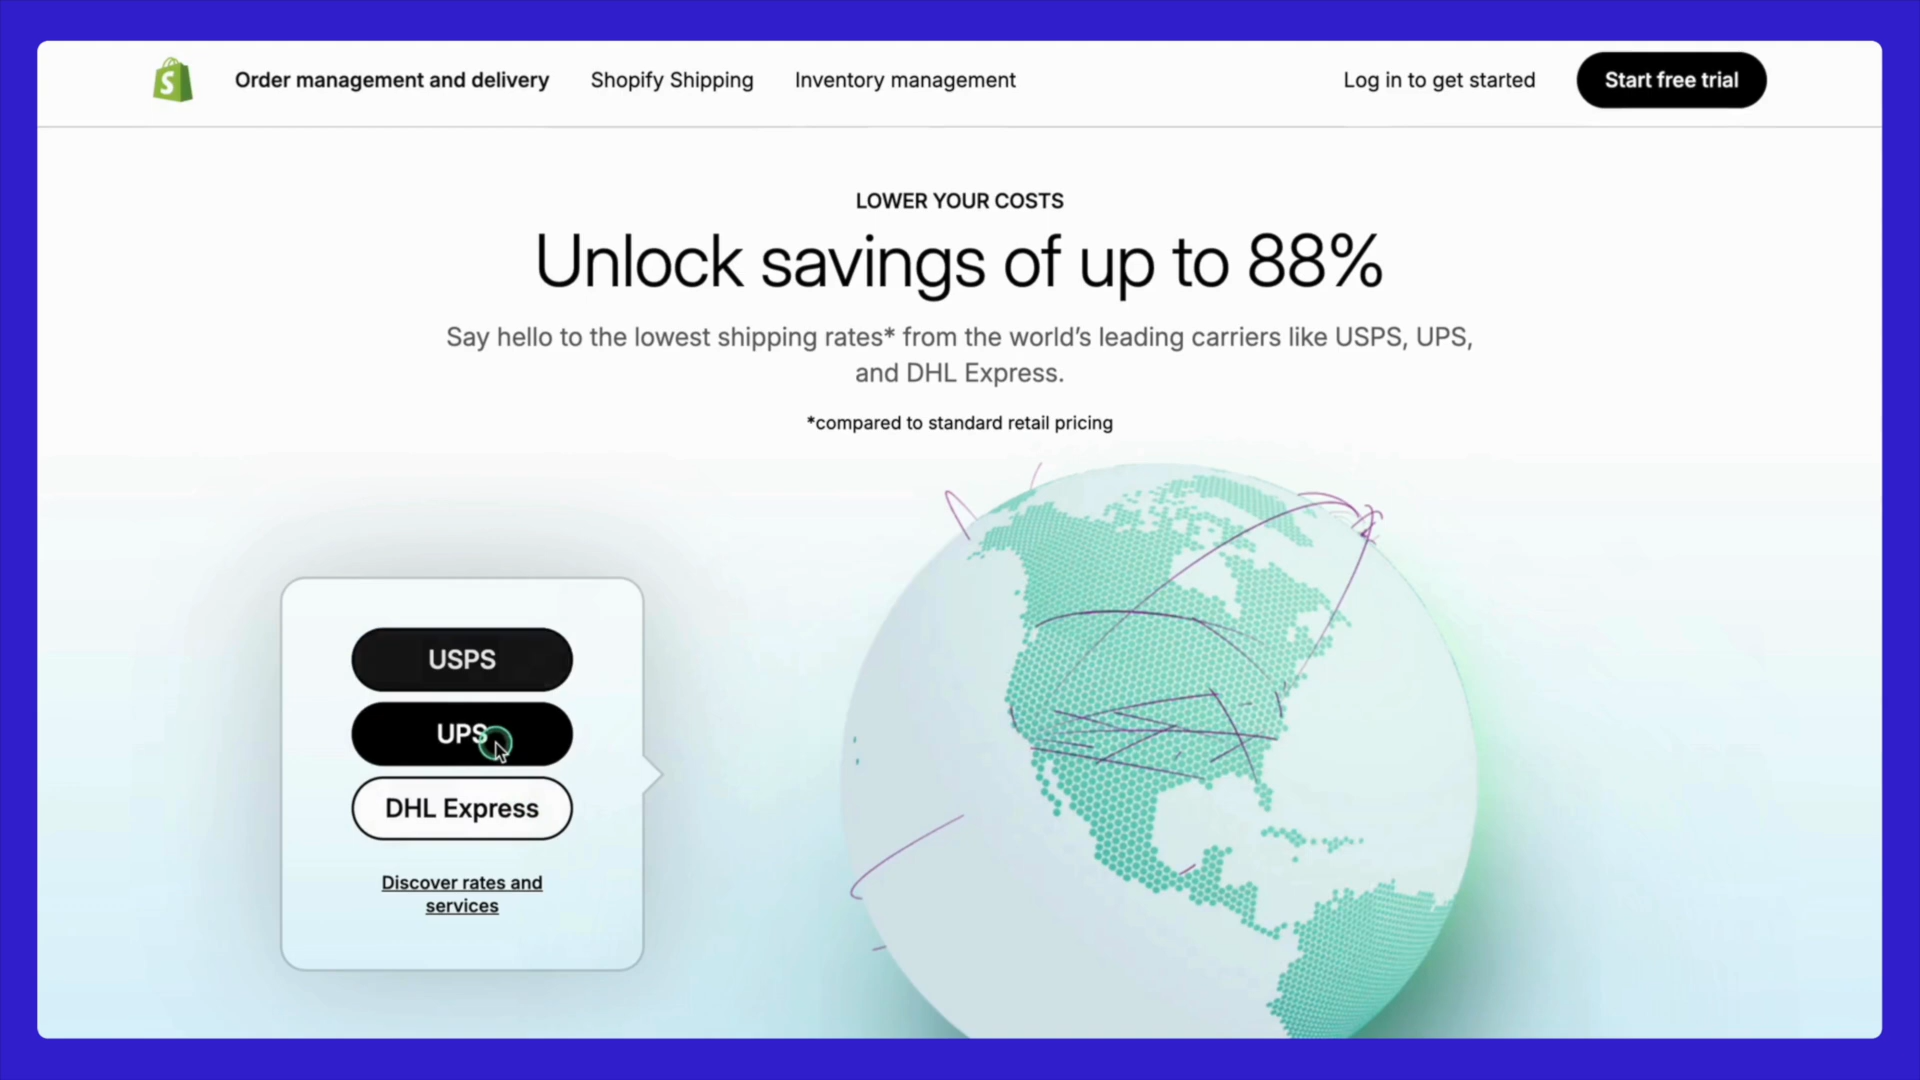 S
Order management and delivery
Shopify Shipping
Inventory management
Log in to get started
Start free trial
LOWER YOUR COSTS
Unlock savings of up to 88%
Say hello to the lowest shipping rates* from the world’s leading carriers like USPS, UPS,
and DHL Express.
*compared to standard retail pricing
USPS
UPS
DHL Express
Discover rates and
services